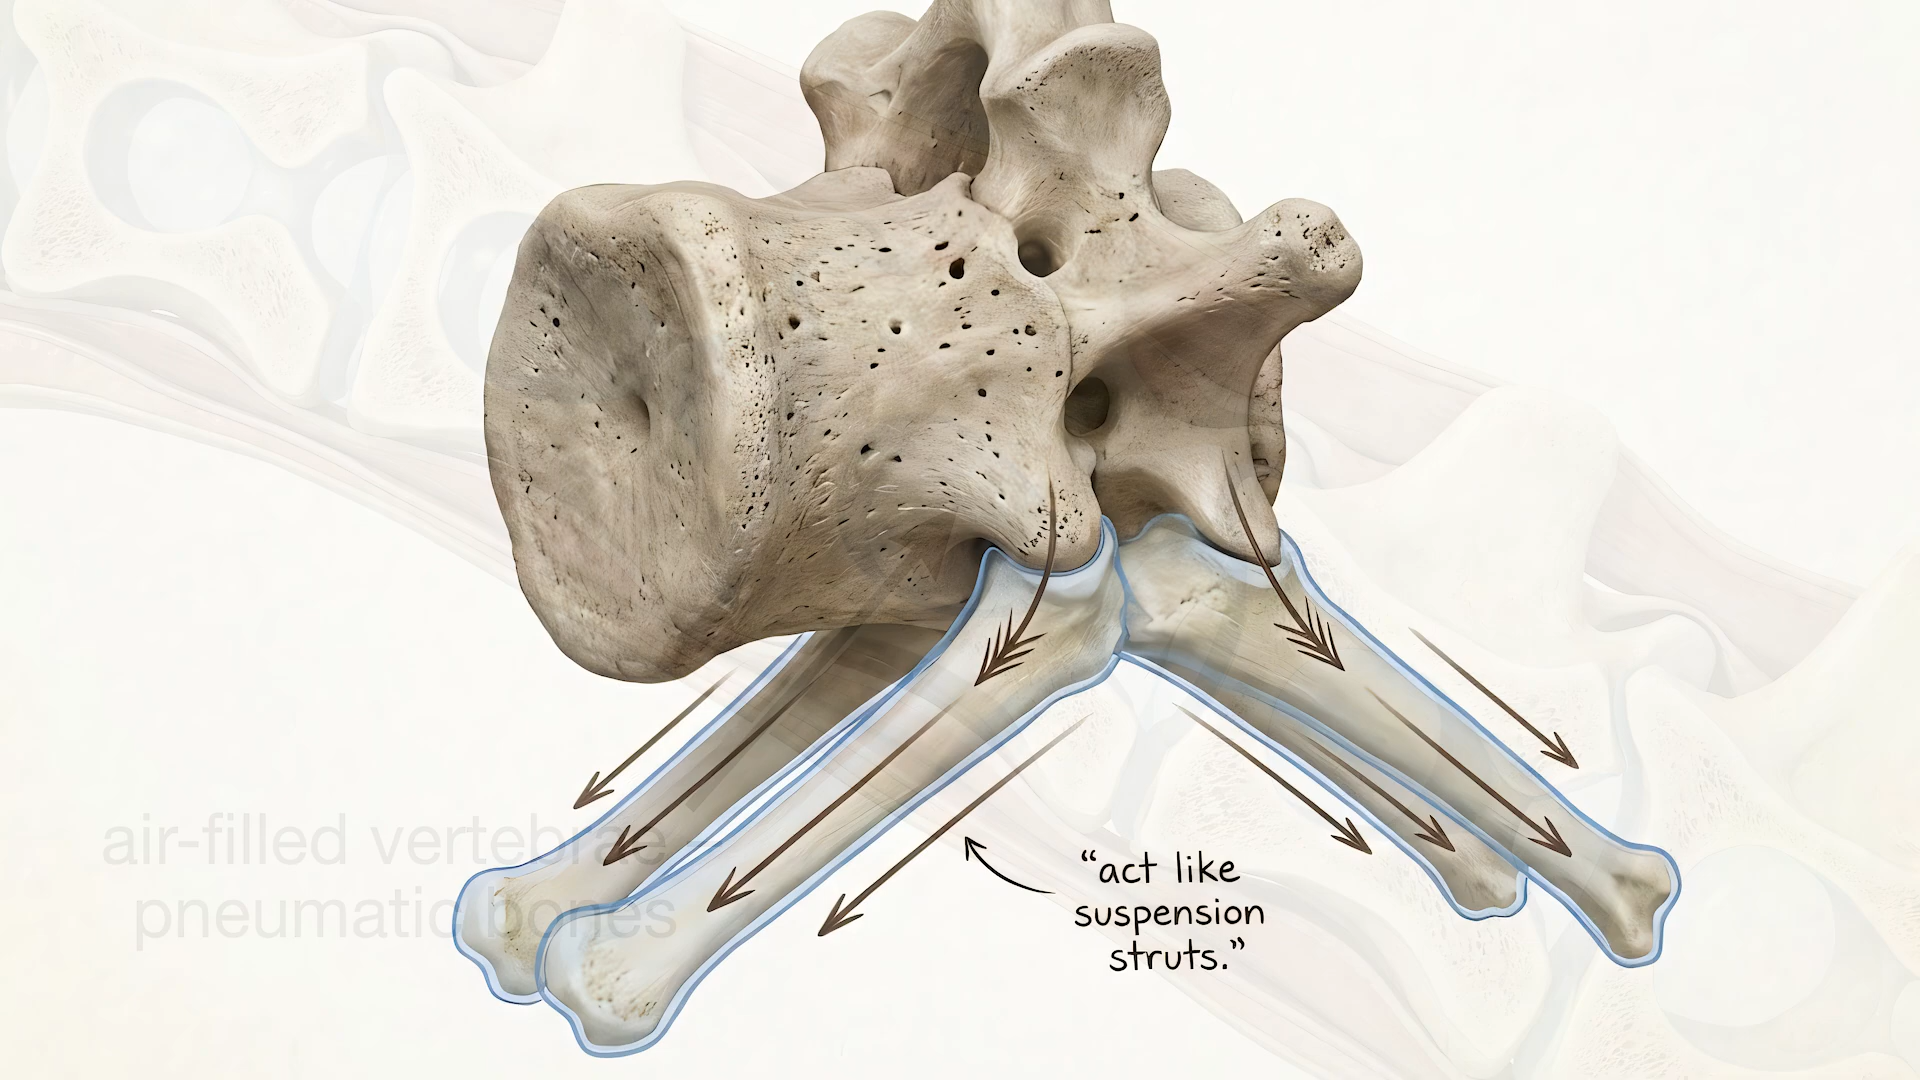 air-filled vertebrae
pneumatic bones
“act like
suspension
struts.”